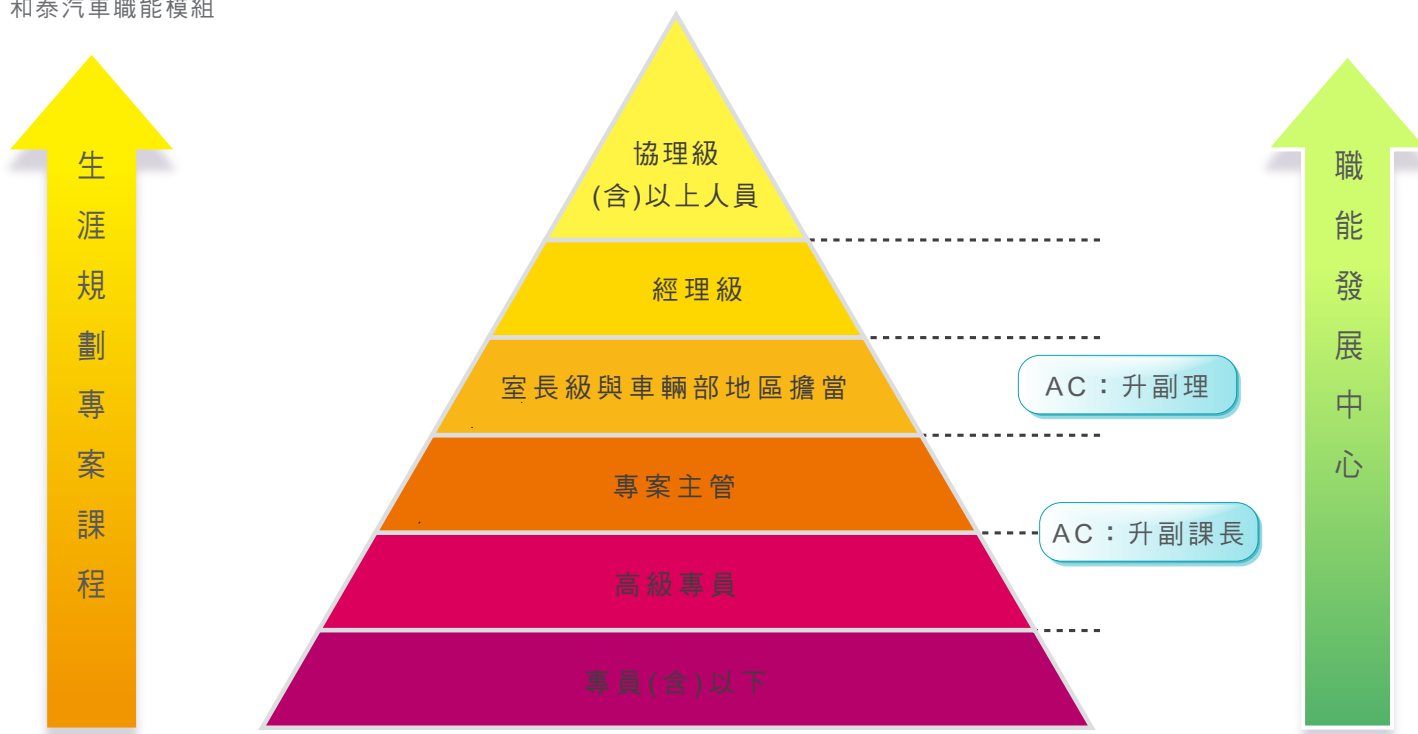 和泰汽車職能模組
生涯規劃專案課程
協理級
(含)以上人員
經理級
室長級與車輛部地區擔當
專案主管
高級專員
專員(含)以下
AC：升副理
AC：升副課長
職能發展中心